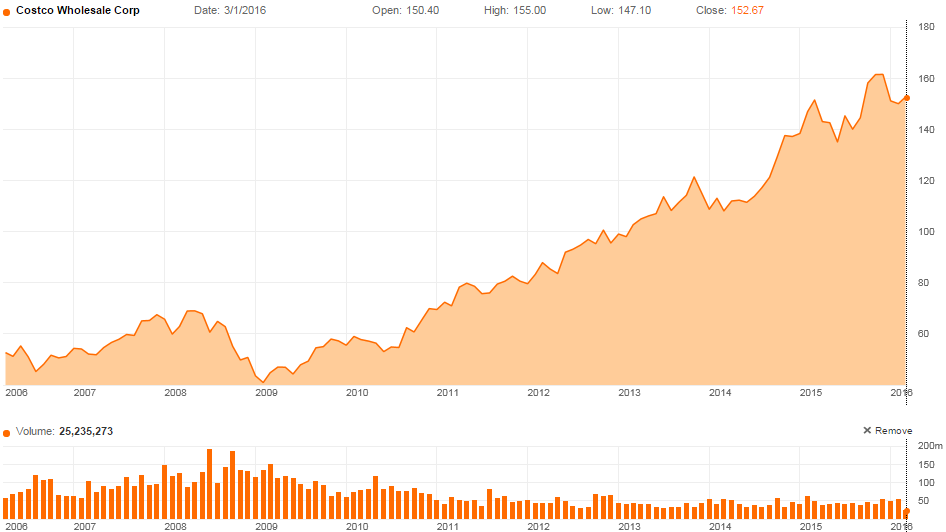 Costco Wholesale Corp Date: 3/1/2016 Open: 150.40 High: 155.00 Low: 147.10 Close: 152.67
180
160
140
120
100
80
60
2006 2007 2008 2009 2010 2011 2012 2013 2014 2015 2016
Volume: 25,235,273 Remove
200m
150
100
50
2006 2007 2008 2009 2010 2011 2012 2013 2014 2015 2016